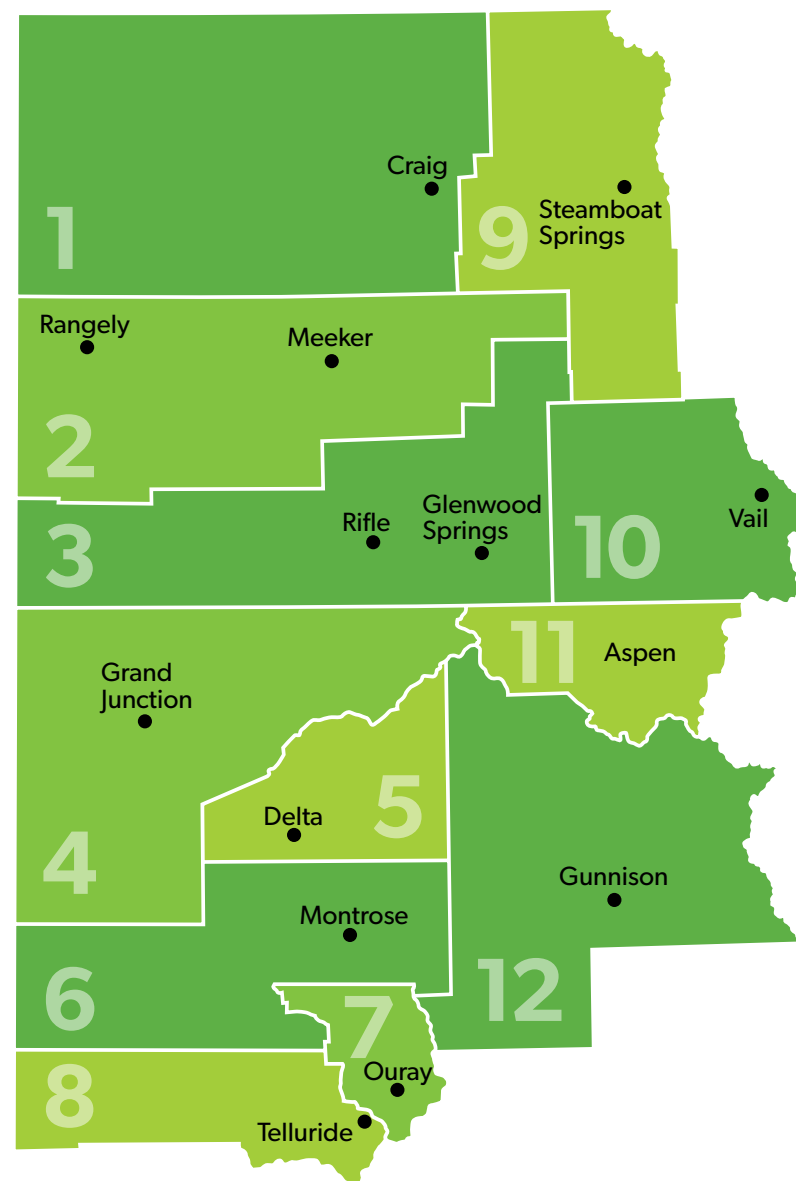 Craig
1
Steamboat
Springs
9
Rangely
Meeker
2
Glenwood
Springs
Rifle
3
Vail
10
11
Aspen
Grand
Junction
4
5
Delta
Gunnison
12
Montrose
6
7
Ouray
8
Telluride